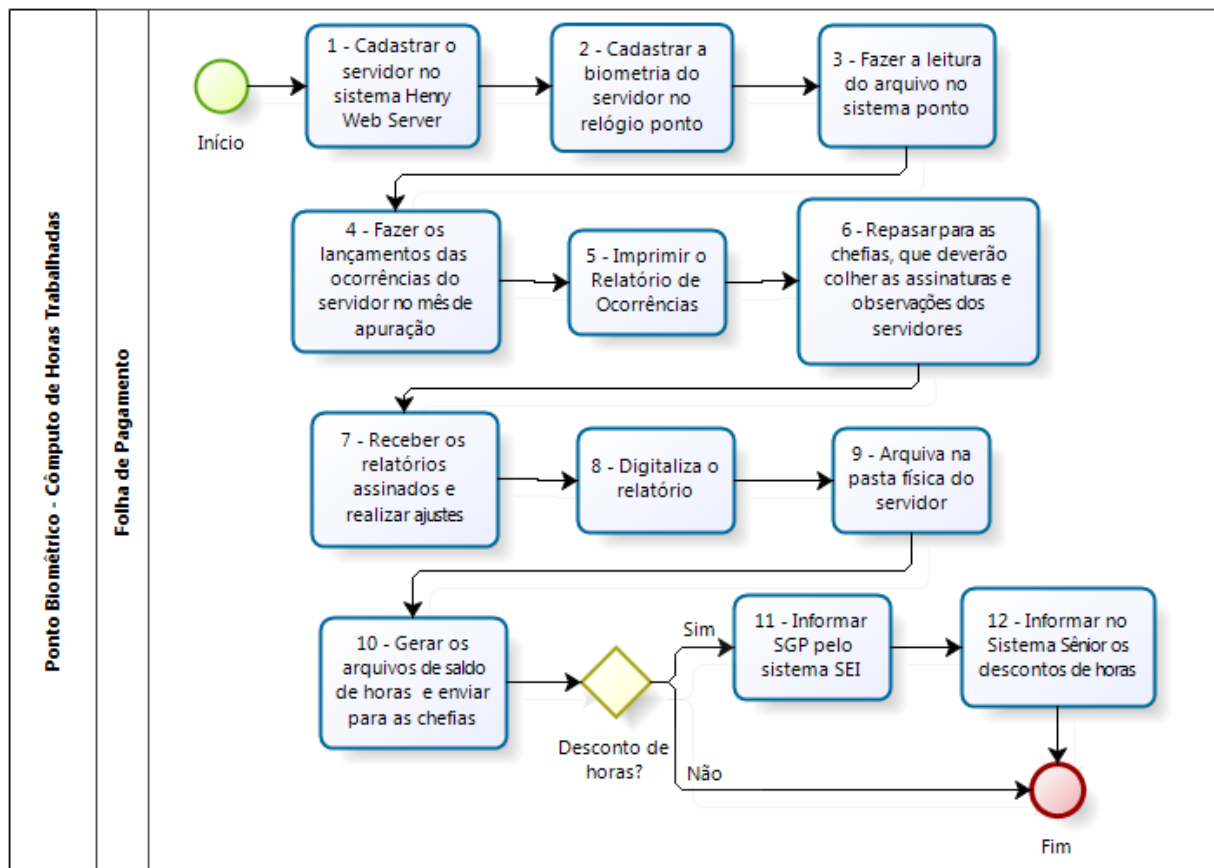 Ponto Biométrico - Cômputo de Horas Trabalhadas
Folha de Pagamento
Início
1 - Cadastrar o
servidor no
sistema Henry
Web Server
2 - Cadastrar a
biometria do
servidor no
relógio ponto
3 - Fazer a leitura
do arquivo no
sistema ponto
4 - Fazer os
lançamentos das
ocorrências do
servidor no mês de
apuração
5 - Imprimir o
Relatório de
Ocorrências
6 - Repasar para as
chefias, que deverão
colher as assinaturas e
observações dos
servidores
7 - Receber os
relatórios
assinados e
realizar ajustes
8 - Digitaliza o
relatório
9 - Arquiva na
pasta física do
servidor
10 - Gerar os
arquivos de saldo
de horas e enviar
para as chefias
Desconto de
horas?
Sim
11 - Informar
SGP pelo
sistema SEI
12 - Informar no
Sistema Sênior os
descontos de horas
Não
Fim